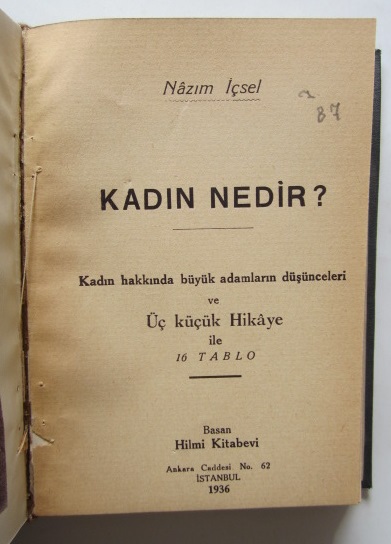 Nâzım İçsel
87
KADIN NEDİR?
Kadın hakkında büyük adamların düşünceleri
ve
Üç küçük Hikâye
ile
16 TABLO
Basan
Hilmi Kitabevi
Ankara Caddesi No. 62
İSTANBUL
1936